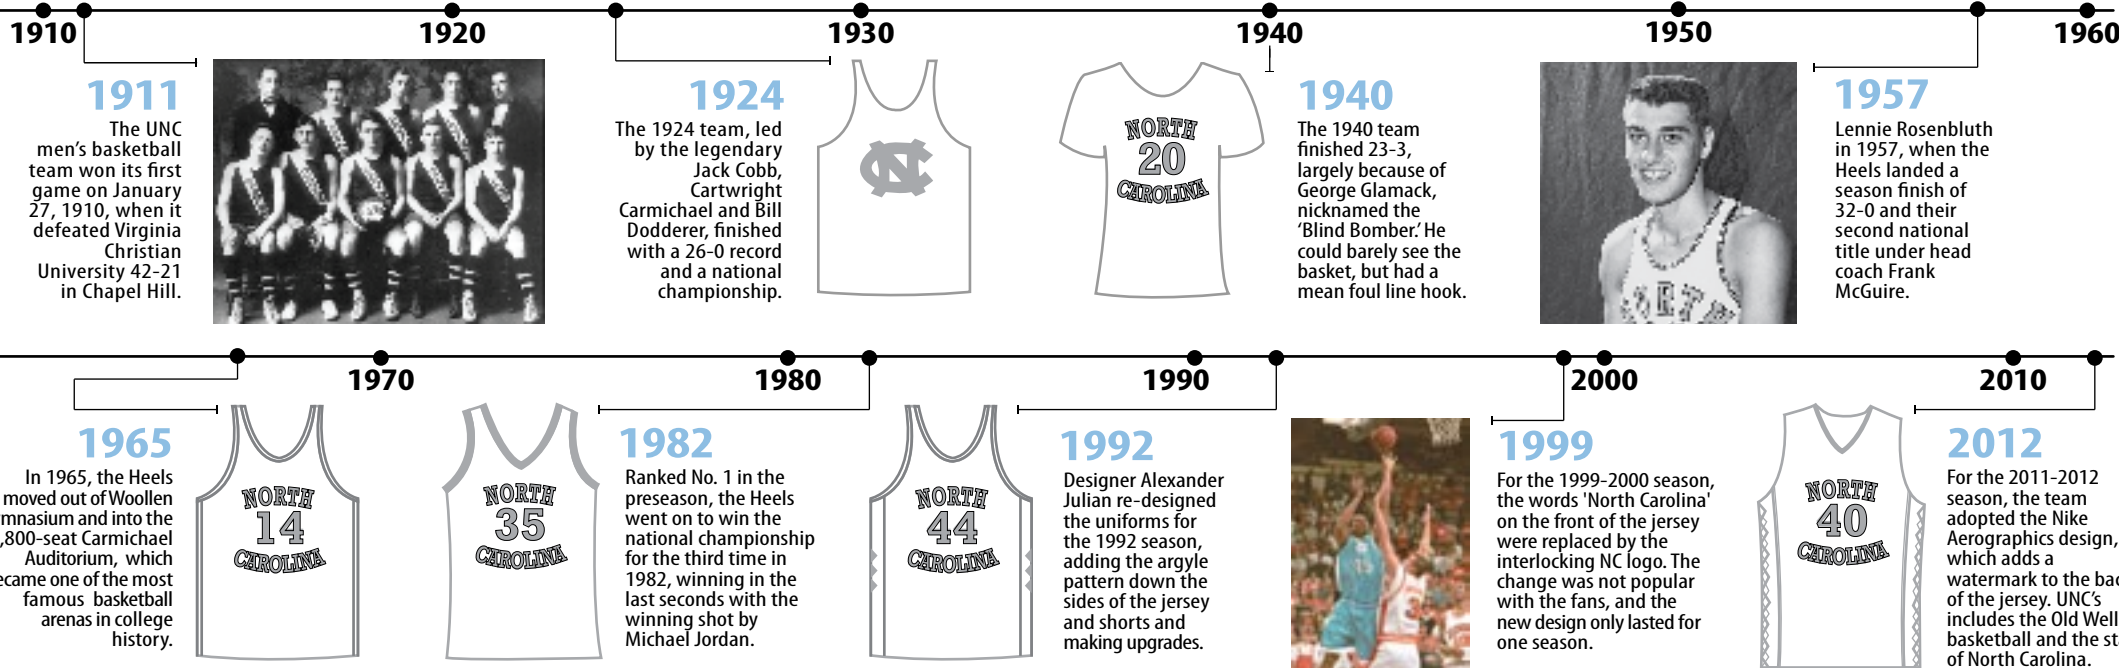 1910
1920
1930
1940
1950
1960
1911
The UNC
men's basketball
team won its first
game on January
27, 1910, when it
defeated Virginia
Christian
University 42-21
in Chapel Hill.
1924
The 1924 team, led
by the legendary
Jack Cobb,
Cartwright
Carmichael and Bill
Dodderer, finished
with a 26-0 record
and a national
championship.
NC
NORTH
20
CAROLINA
1940
The 1940 team
finished 23-3,
largely because of
George Glamack,
nicknamed the
'Blind Bomber.' He
could barely see the
basket, but had a
mean foul line hook.
1957
Lennie Rosenbluth
in 1957, when the
Heels landed a
season finish of
32-0 and their
second national
title under head
coach Frank
McGuire.
1970
1980
1990
2000
2010
1965
In 1965, the Heels
moved out of Woollen
mnasium and into the
,800-seat Carmichael
Auditorium, which
ecame one of the most
famous basketball
arenas in college
history.
NORTH
14
CAROLINA
NORTH
35
CAROLINA
1982
Ranked No. 1 in the
preseason, the Heels
went on to win the
national championship
for the third time in
1982, winning in the
last seconds with the
winning shot by
Michael Jordan.
NORTH
44
CAROLINA
1992
Designer Alexander
Julian re-designed
the uniforms for
the 1992 season,
adding the argyle
pattern down the
sides of the jersey
and shorts and
making upgrades.
1999
For the 1999-2000 season,
the words 'North Carolina'
on the front of the jersey
were replaced by the
interlocking NC logo. The
change was not popular
with the fans, and the
new design only lasted for
one season.
NORTH
40
CAROLINA
2012
For the 2011-2012
season, the team
adopted the Nike
Aerographics design,
which adds a
watermark to the bac
of the jersey. UNC's
includes the Old Well
basketball and the st
of North Carolina.